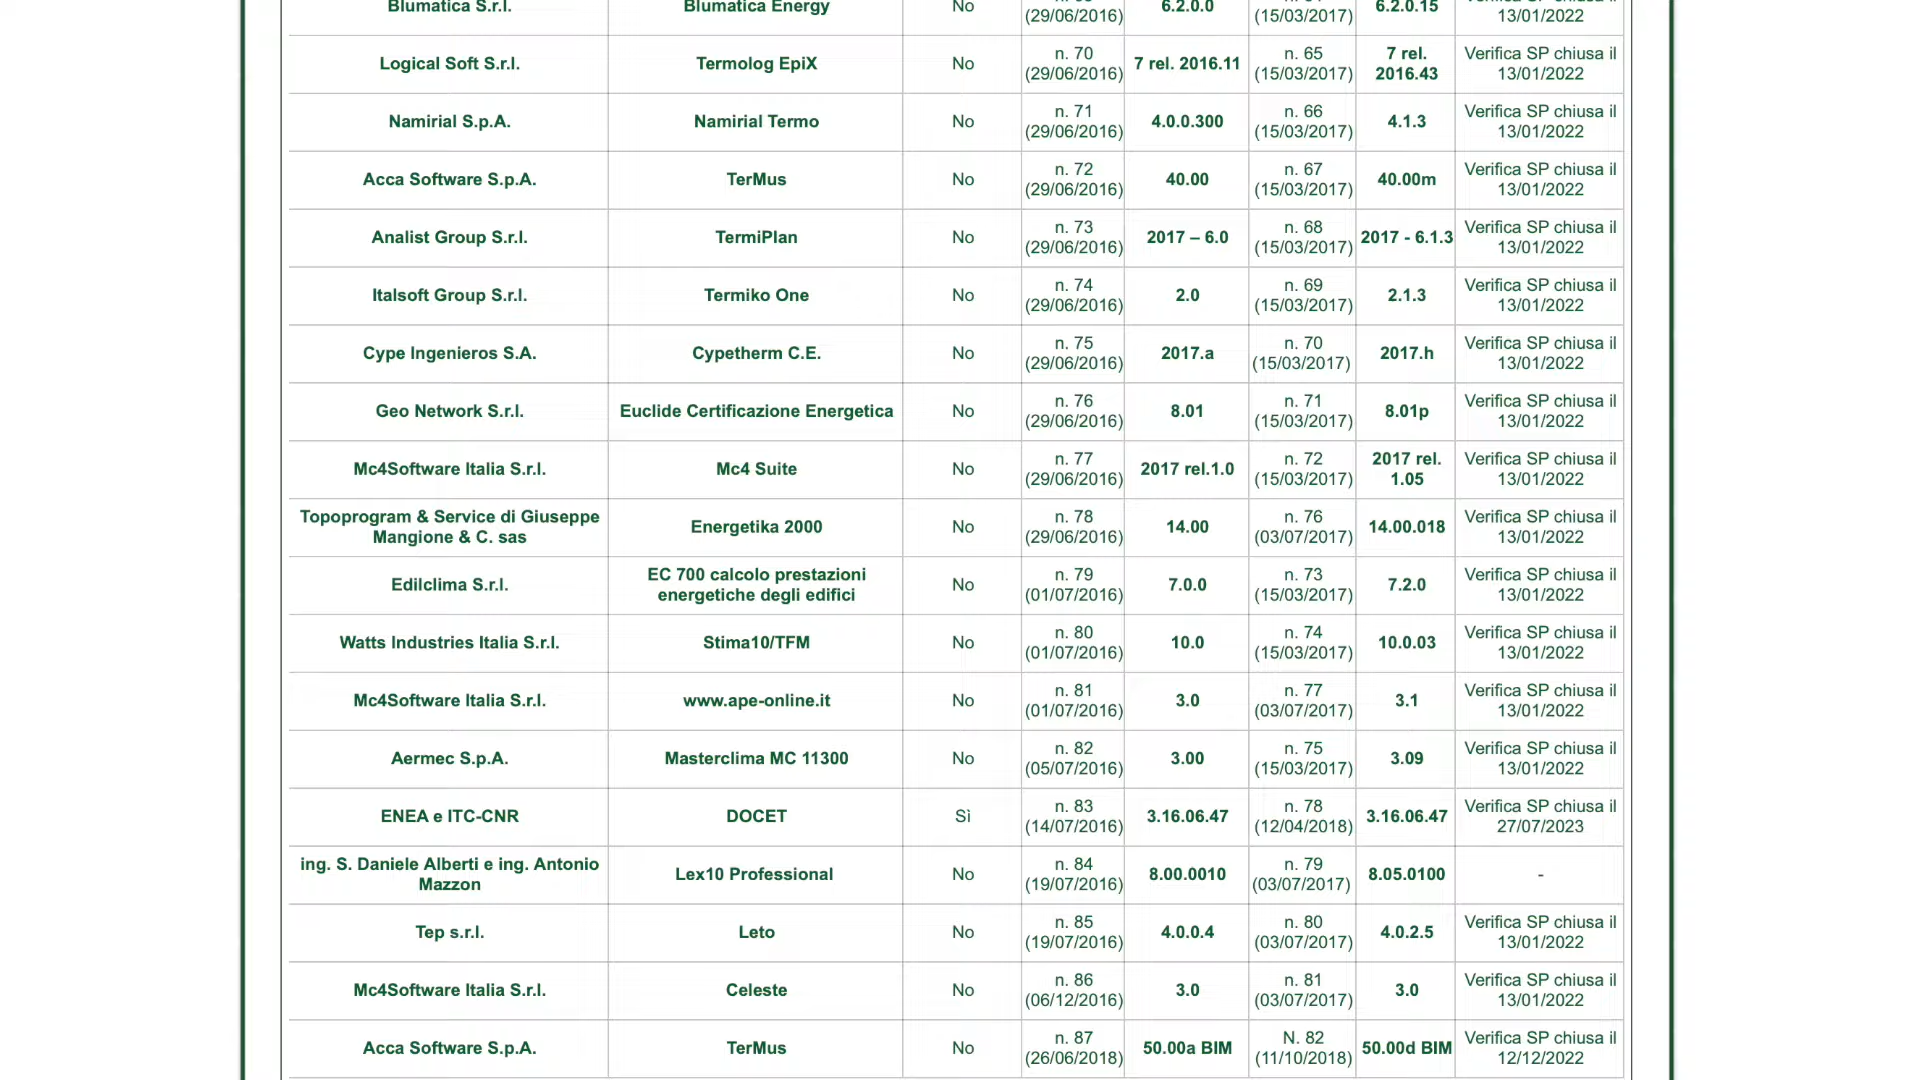 Blumatica S.r.l.
Blumatica Energy
No
(29/06/2016)
6.2.0.0
(15/03/2017)
6.2.0.15
13/01/2022
Logical Soft S.r.l.
Termolog EpiX
No
n. 70
(29/06/2016)
7 rel. 2016.11
n. 65
(15/03/2017)
7 rel.
2016.43
Verifica SP chiusa il
13/01/2022
Namirial S.p.A.
Namirial Termo
No
n. 71
(29/06/2016)
4.0.0.300
n. 66
(15/03/2017)
4.1.3
Verifica SP chiusa il
13/01/2022
Acca Software S.p.A.
TerMus
No
n. 72
(29/06/2016)
40.00
n. 67
(15/03/2017)
40.00m
Verifica SP chiusa il
13/01/2022
Analist Group S.r.l.
TermiPlan
No
n. 73
(29/06/2016)
2017 – 6.0
n. 68
(15/03/2017)
2017 - 6.1.3
Verifica SP chiusa il
13/01/2022
Italsoft Group S.r.l.
Termiko One
No
n. 74
(29/06/2016)
2.0
n. 69
(15/03/2017)
2.1.3
Verifica SP chiusa il
13/01/2022
Cype Ingenieros S.A.
Cypetherm C.E.
No
n. 75
(29/06/2016)
2017.a
n. 70
(15/03/2017)
2017.h
Verifica SP chiusa il
13/01/2022
Geo Network S.r.l.
Euclide Certificazione Energetica
No
n. 76
(29/06/2016)
8.01
n. 71
(15/03/2017)
8.01p
Verifica SP chiusa il
13/01/2022
Mc4Software Italia S.r.l.
Mc4 Suite
No
n. 77
(29/06/2016)
2017 rel.1.0
n. 72
(15/03/2017)
2017 rel.
1.05
Verifica SP chiusa il
13/01/2022
Topoprogram & Service di Giuseppe
Mangione & C. sas
Energetika 2000
No
n. 78
(29/06/2016)
14.00
n. 76
(03/07/2017)
14.00.018
Verifica SP chiusa il
13/01/2022
Edilclima S.r.l.
EC 700 calcolo prestazioni
energetiche degli edifici
No
n. 79
(01/07/2016)
7.0.0
n. 73
(15/03/2017)
7.2.0
Verifica SP chiusa il
13/01/2022
Watts Industries Italia S.r.l.
Stima10/TFM
No
n. 80
(01/07/2016)
10.0
n. 74
(15/03/2017)
10.0.03
Verifica SP chiusa il
13/01/2022
Mc4Software Italia S.r.l.
www.ape-online.it
No
n. 81
(01/07/2016)
3.0
n. 77
(03/07/2017)
3.1
Verifica SP chiusa il
13/01/2022
Aermec S.p.A.
Masterclima MC 11300
No
n. 82
(05/07/2016)
3.00
n. 75
(15/03/2017)
3.09
Verifica SP chiusa il
13/01/2022
ENEA e ITC-CNR
DOCET
Sì
n. 83
(14/07/2016)
3.16.06.47
n. 78
(12/04/2018)
3.16.06.47
Verifica SP chiusa il
27/07/2023
ing. S. Daniele Alberti e ing. Antonio
Mazzon
Lex10 Professional
No
n. 84
(19/07/2016)
8.00.0010
n. 79
(03/07/2017)
8.05.0100
-
Tep s.r.l.
Leto
No
n. 85
(19/07/2016)
4.0.0.4
n. 80
(03/07/2017)
4.0.2.5
Verifica SP chiusa il
13/01/2022
Mc4Software Italia S.r.l.
Celeste
No
n. 86
(06/12/2016)
3.0
n. 81
(03/07/2017)
3.0
Verifica SP chiusa il
13/01/2022
Acca Software S.p.A.
TerMus
No
n. 87
(26/06/2018)
50.00a BIM
N. 82
(11/10/2018)
50.00d BIM
Verifica SP chiusa il
12/12/2022